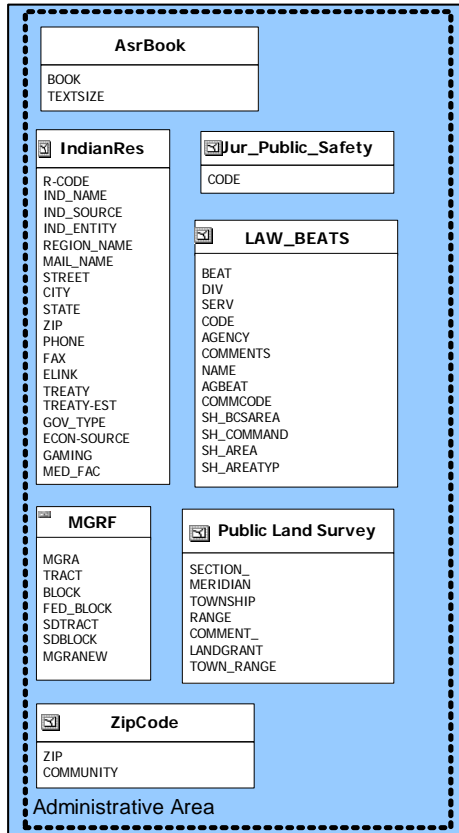 AsrBook
BOOK
TEXTSIZE
IndianRes
R-CODE
IND_NAME
IND_SOURCE
IND_ENTITY
REGION_NAME
MAIL_NAME
STREET
CITY
STATE
ZIP
PHONE
FAX
ELINK
TREATY
TREATY-EST
GOV_TYPE
ECON-SOURCE
GAMING
MED_FAC
Jur_Public_Safety
CODE
LAW_BEATS
BEAT
DIV
SERV
CODE
AGENCY
COMMENTS
NAME
AGBEAT
COMMCODE
SH_BCSAREA
SH_COMMAND
SH_AREA
SH_AREATYP
MGRF
MGRA
TRACT
BLOCK
FED_BLOCK
SDTRACT
SDBLOCK
MGRANEW
Public Land Survey
SECTION_
MERIDIAN
TOWNSHIP
RANGE
COMMENT_
LANDGRANT
TOWN_RANGE
ZipCode
ZIP
COMMUNITY
Administrative Area